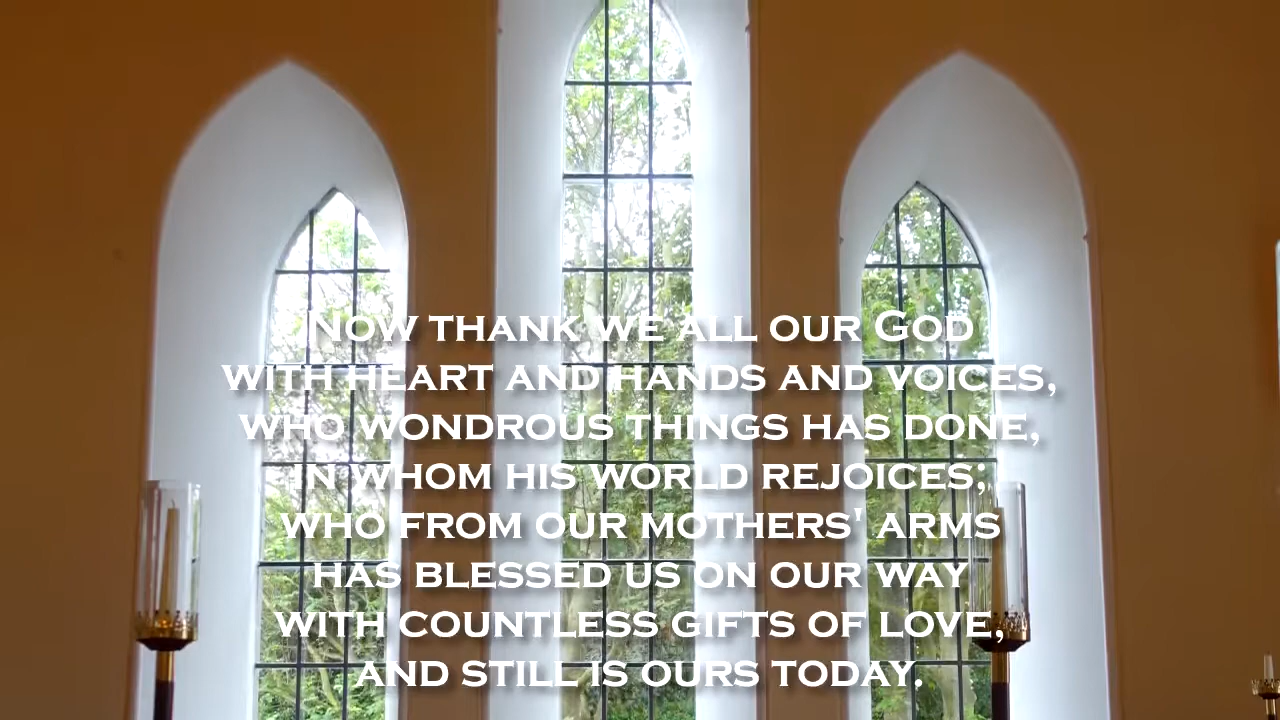 Now thank we all our God
with heart and hands and voices,
who wondrous things has done,
in whom his world rejoices;
who from our mothers' arms
has blessed us on our way
with countless gifts of love,
and still is ours today.